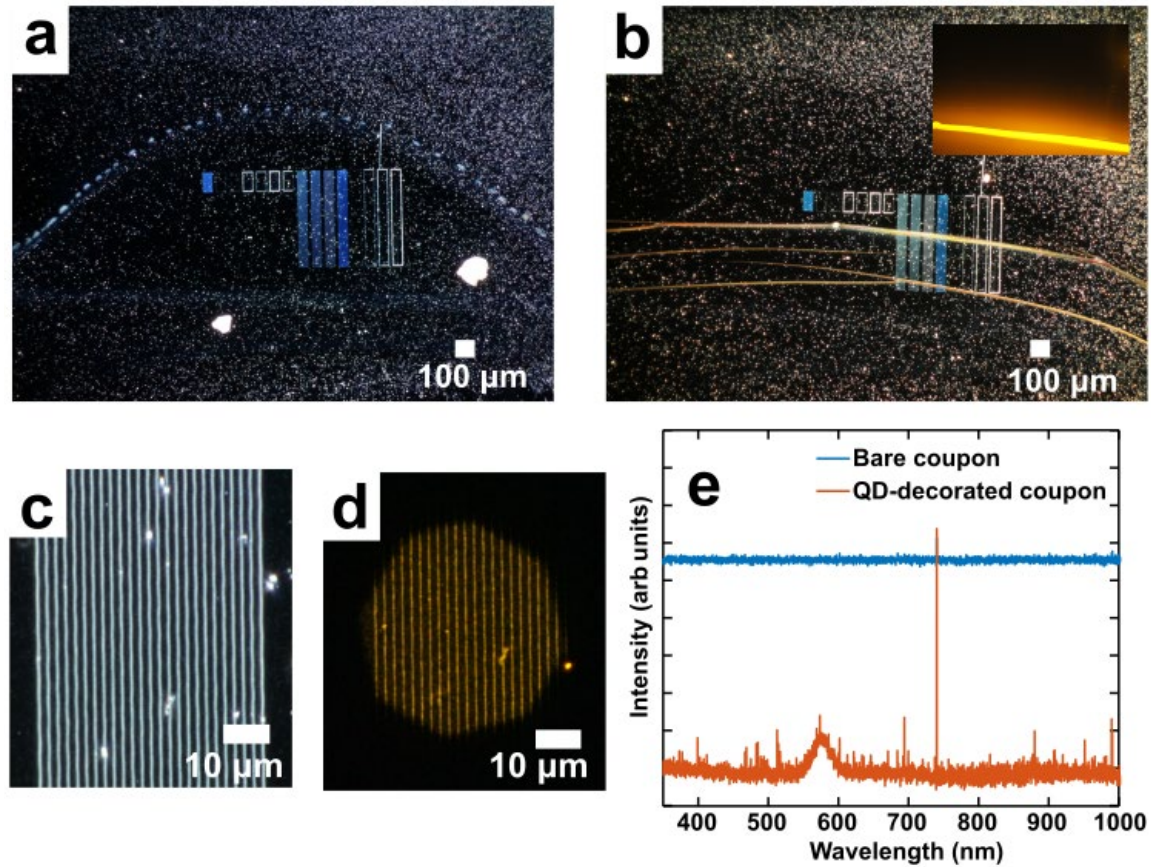 a
b
100 µm
100 µm
c
d
e
10 µm
10 µm
Bare coupon
QD-decorated coupon
Intensity (arb units)
400 500 600 700 800 900 1000
Wavelength (nm)